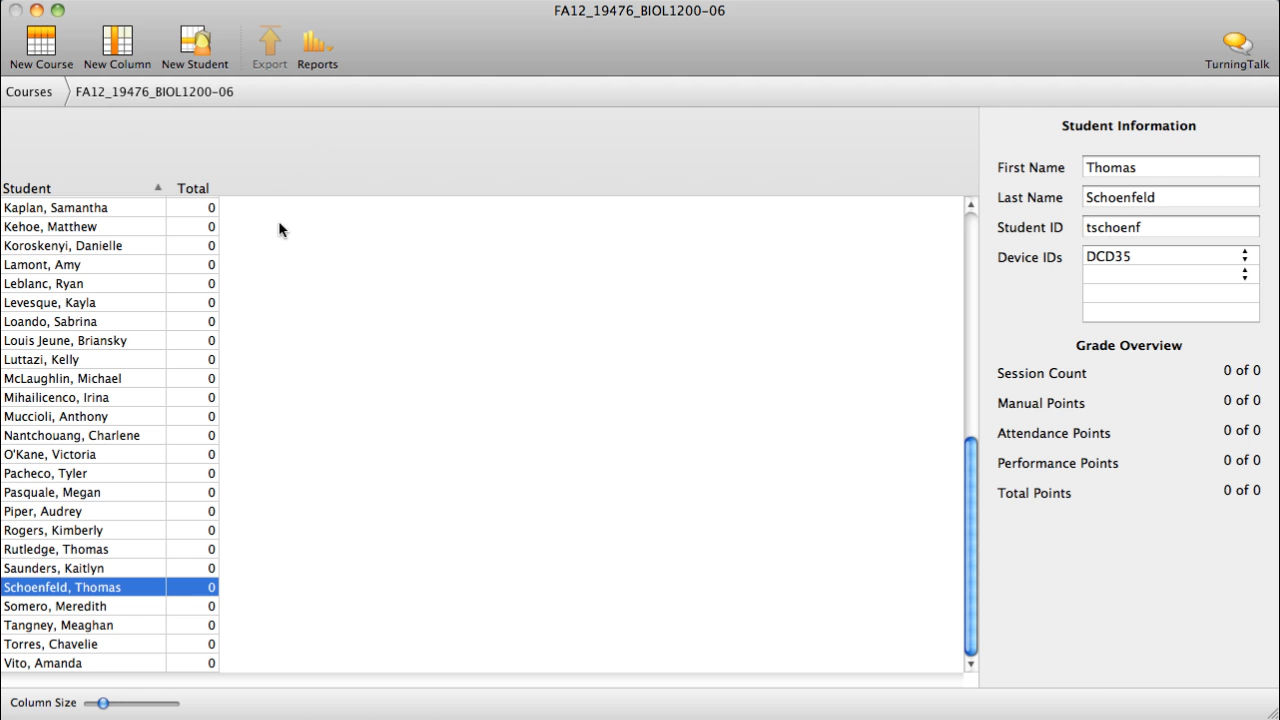 FA12_19476_BIOL1200-06
New Course New Column New Student Export Reports TurningTalk
Courses FA12_19476_BIOL1200-06
Student Total
Kaplan, Samantha 0
Kehoe, Matthew 0
Koroskenyi, Danielle 0
Lamont, Amy 0
Leblanc, Ryan 0
Levesque, Kayla 0
Loando, Sabrina 0
Louis Jeune, Briansky 0
Luttazi, Kelly 0
McLaughlin, Michael 0
Mihailicenco, Irina 0
Muccioli, Anthony 0
Nantchouang, Charlene 0
O'Kane, Victoria 0
Pacheco, Tyler 0
Pasquale, Megan 0
Piper, Audrey 0
Rogers, Kimberly 0
Rutledge, Thomas 0
Saunders, Kaitlyn 0
Schoenfeld, Thomas 0
Somero, Meredith 0
Tangney, Meaghan 0
Torres, Chavelie 0
Vito, Amanda 0
Student Information
First Name Thomas
Last Name Schoenfeld
Student ID tschoenf
Device IDs DCD35
Grade Overview
Session Count 0 of 0
Manual Points 0 of 0
Attendance Points 0 of 0
Performance Points 0 of 0
Total Points 0 of 0
Column Size